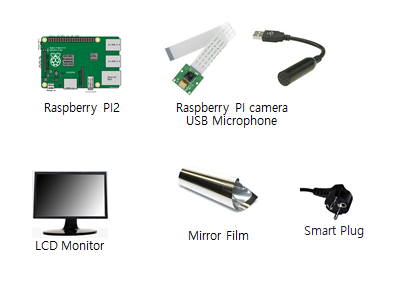 Raspberry PI2
Raspberry PI camera
USB Microphone
LCD Monitor
Mirror Film
Smart Plug